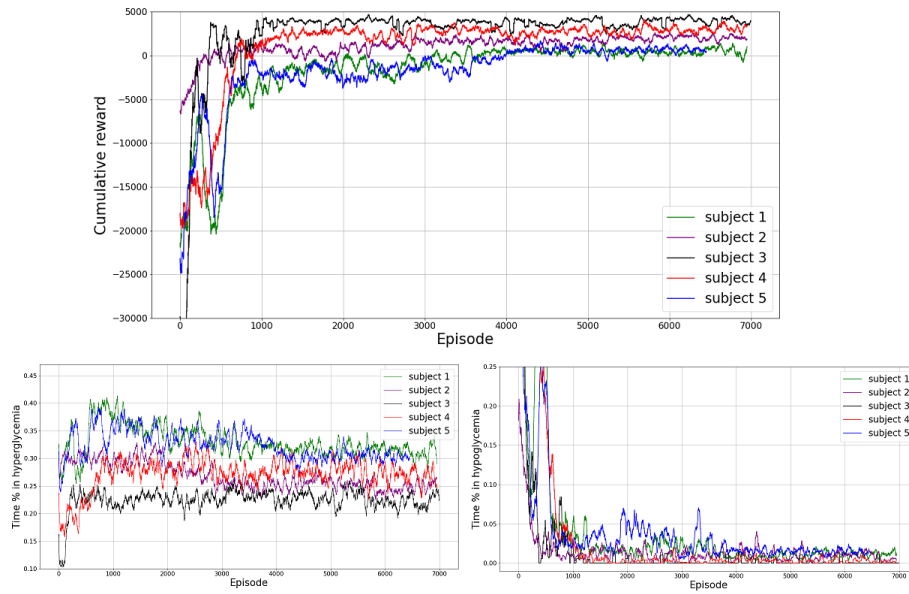 5000
0
−5000
−10000
−15000
−20000
−25000
−30000
Cumulative reward
0 1000 2000 3000 4000 5000 6000 7000
Episode
subject 1
subject 2
subject 3
subject 4
subject 5
0.45
0.40
0.35
0.30
0.25
0.20
0.15
0.10
Time % in hyperglycemia
0 1000 2000 3000 4000 5000 6000 7000
Episode
subject 1
subject 2
subject 3
subject 4
subject 5
0.25
0.20
0.15
0.10
0.05
0.00
Time % in hypoglycemia
0 1000 2000 3000 4000 5000 6000 7000
Episode
subject 1
subject 2
subject 3
subject 4
subject 5